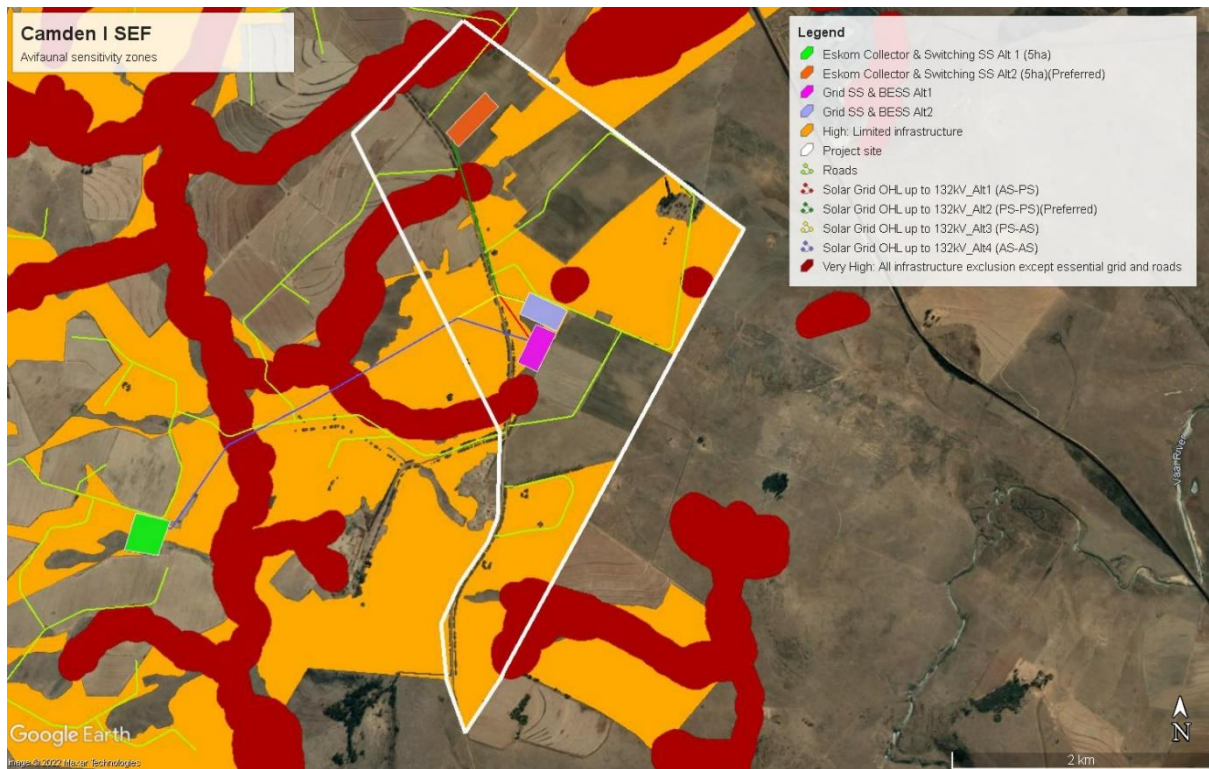 Camden I SEF
Avifaunal sensitivity zones
Legend
Eskom Collector & Switching SS Alt 1 (5ha)
Eskom Collector & Switching SS Alt2 (5ha)(Preferred)
Grid SS & BESS Alt1
Grid SS & BESS Alt2
High: Limited infrastructure
Project site
Roads
Solar Grid OHL up to 132kV_Alt1 (AS-PS)
Solar Grid OHL up to 132kV_Alt2 (PS-PS)(Preferred)
Solar Grid OHL up to 132kV_Alt3 (PS-AS)
Solar Grid OHL up to 132kV_Alt4 (AS-AS)
Very High: All infrastructure exclusion except essential grid and roads
Vaal River
Google Earth
Image © 2022 Maxar Technologies
N
2 km